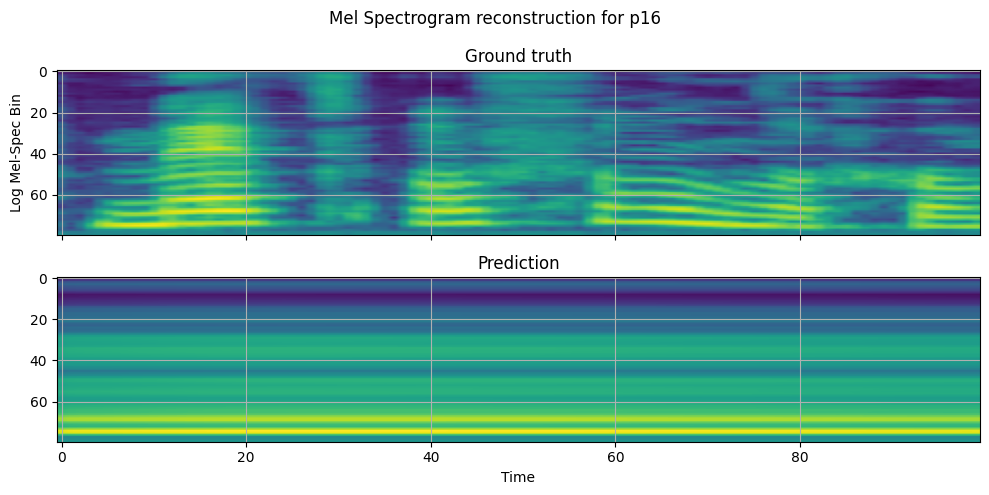 Mel Spectrogram reconstruction for p16
Ground truth
0
20
40
60
Log Mel-Spec Bin
Prediction
0
20
40
60
0 20 40 60 80
Time